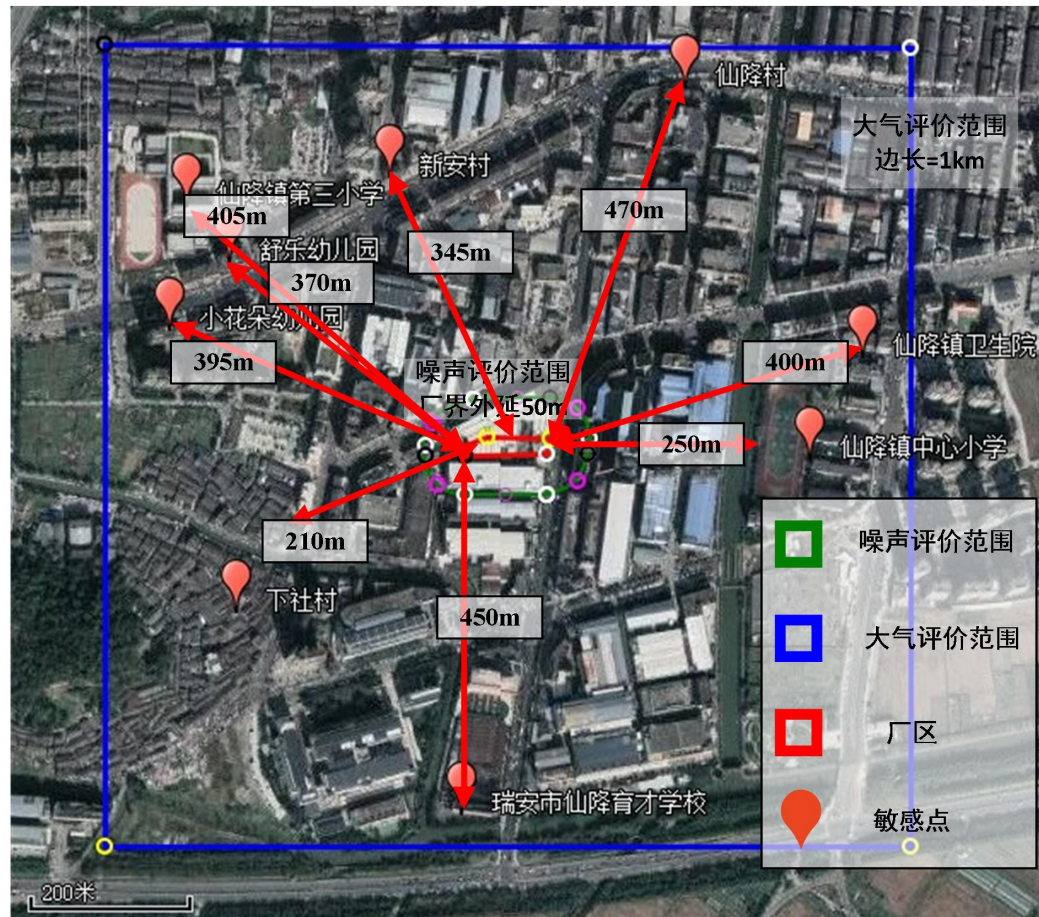 仙降村
大气评价范围
边长=1km
新安村
仙降镇第三小学
405m
470m
舒乐幼儿园
345m
370m
小花朵幼儿园
仙降镇卫生院
395m
噪声评价范围
厂界外延50m
400m
250m
仙降镇中心小学
210m
噪声评价范围
下社村
450m
大气评价范围
厂区
瑞安市仙降育才学校
敏感点
200米